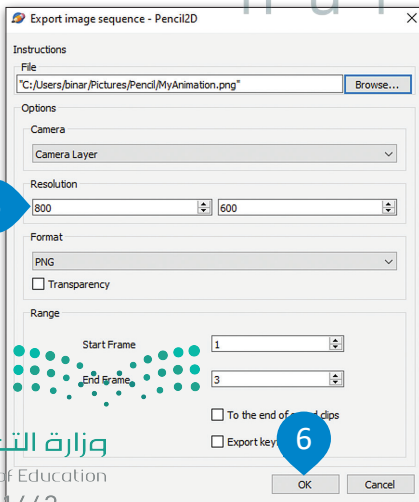 Export image sequence - Pencil2D
Instructions
File
"C:/Users/binar/Pictures/Pencil/MyAnimation.png"
Browse...
Options
Camera
Camera Layer
Resolution
800
600
Format
PNG
Transparency
Range
Start Frame
1
End Frame
3
To the end of sound clips
Export key
6
وزارة الت
of Education
OK
Cancel